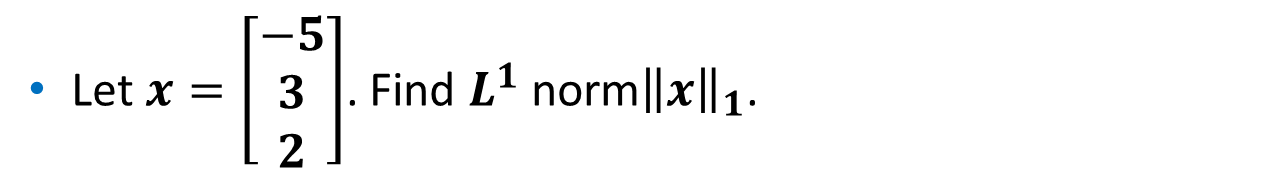 • Let 𝒙 = [−5 3 2]. Find 𝑳¹ norm‖𝒙‖₁.